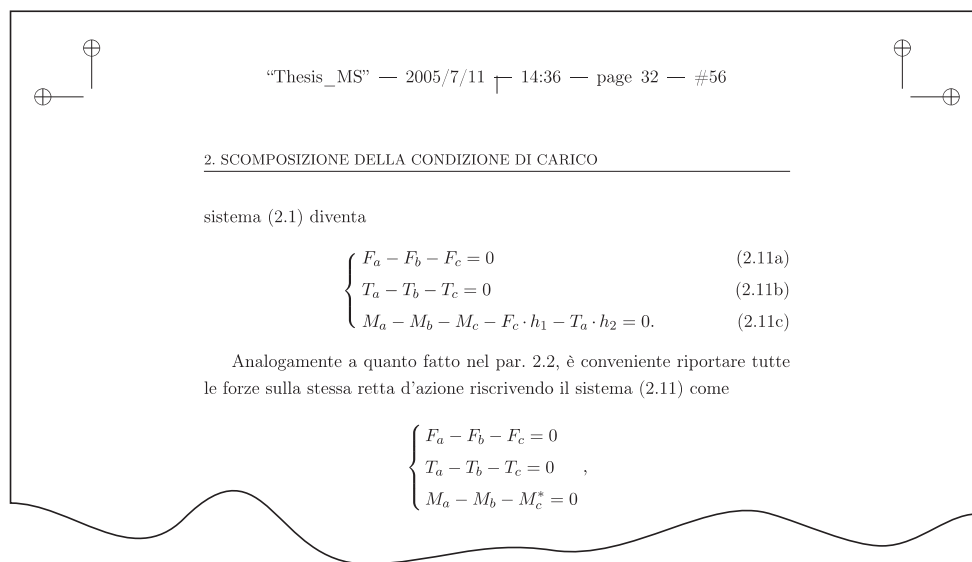 “Thesis_MS” — 2005/7/11 — 14:36 — page 32 — #56
2. SCOMPOSIZIONE DELLA CONDIZIONE DI CARICO
sistema (2.1) diventa
F_a − F_b − F_c = 0 (2.11a)
T_a − T_b − T_c = 0 (2.11b)
M_a − M_b − M_c − F_c · h_1 − T_a · h_2 = 0. (2.11c)
Analogamente a quanto fatto nel par. 2.2, è conveniente riportare tutte
le forze sulla stessa retta d’azione riscrivendo il sistema (2.11) come
F_a − F_b − F_c = 0
T_a − T_b − T_c = 0 ,
M_a − M_b − M_c^* = 0